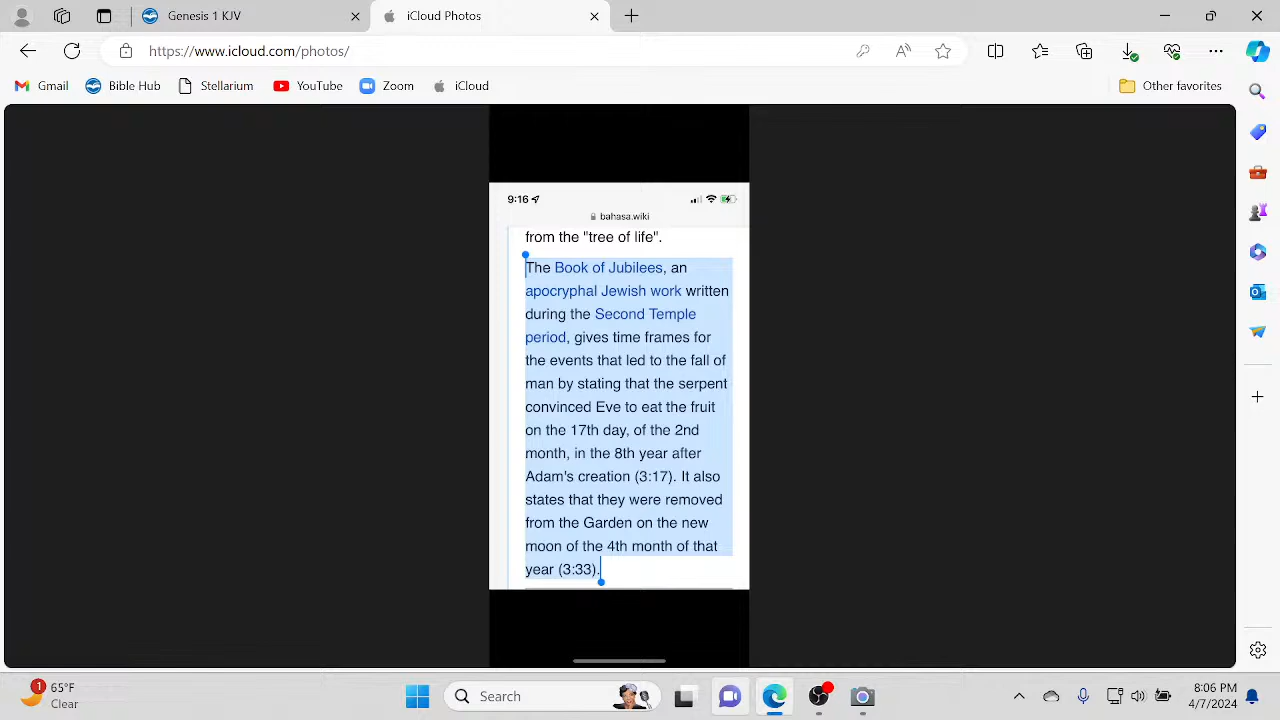 Genesis 1 KJV
iCloud Photos
https://www.icloud.com/photos/
Gmail
Bible Hub
Stellarium
YouTube
Zoom
iCloud
Other favorites
9:16
bahasa.wiki
from the "tree of life".
The Book of Jubilees, an
apocryphal Jewish work written
during the Second Temple
period, gives time frames for
the events that led to the fall of
man by stating that the serpent
convinced Eve to eat the fruit
on the 17th day, of the 2nd
month, in the 8th year after
Adam's creation (3:17). It also
states that they were removed
from the Garden on the new
moon of the 4th month of that
year (3:33).
1
65°F
Clear
Search
8:06 PM
4/7/2024